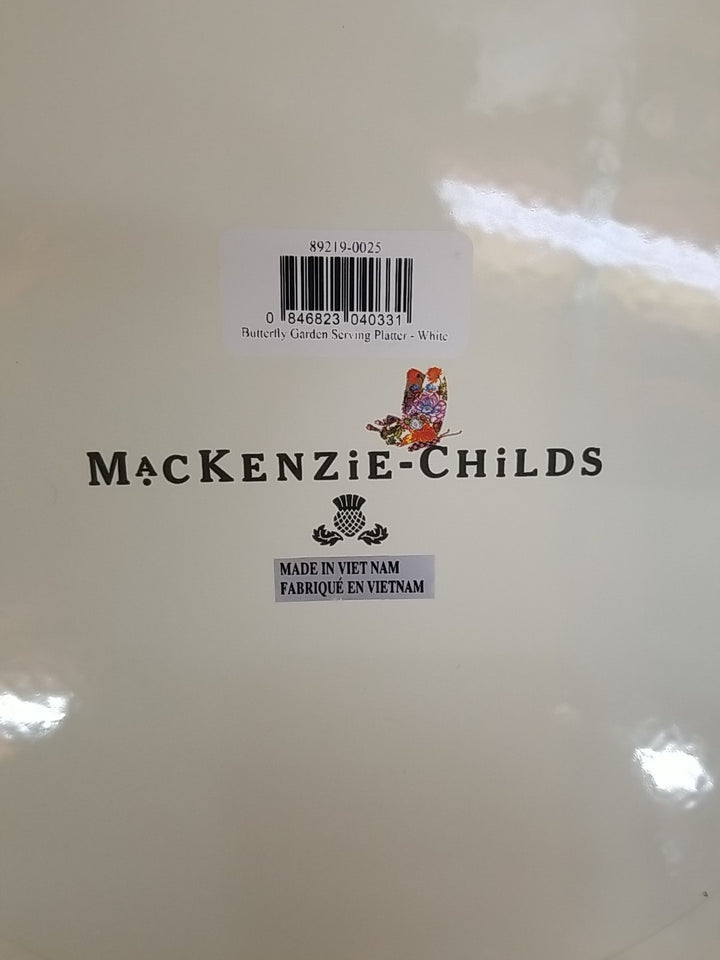 89219-0025
0 846823 040331
Butterfly Garden Serving Platter - White
MACKENZiE-CHiLDS
MADE IN VIET NAM
FABRIQUÉ EN VIETNAM